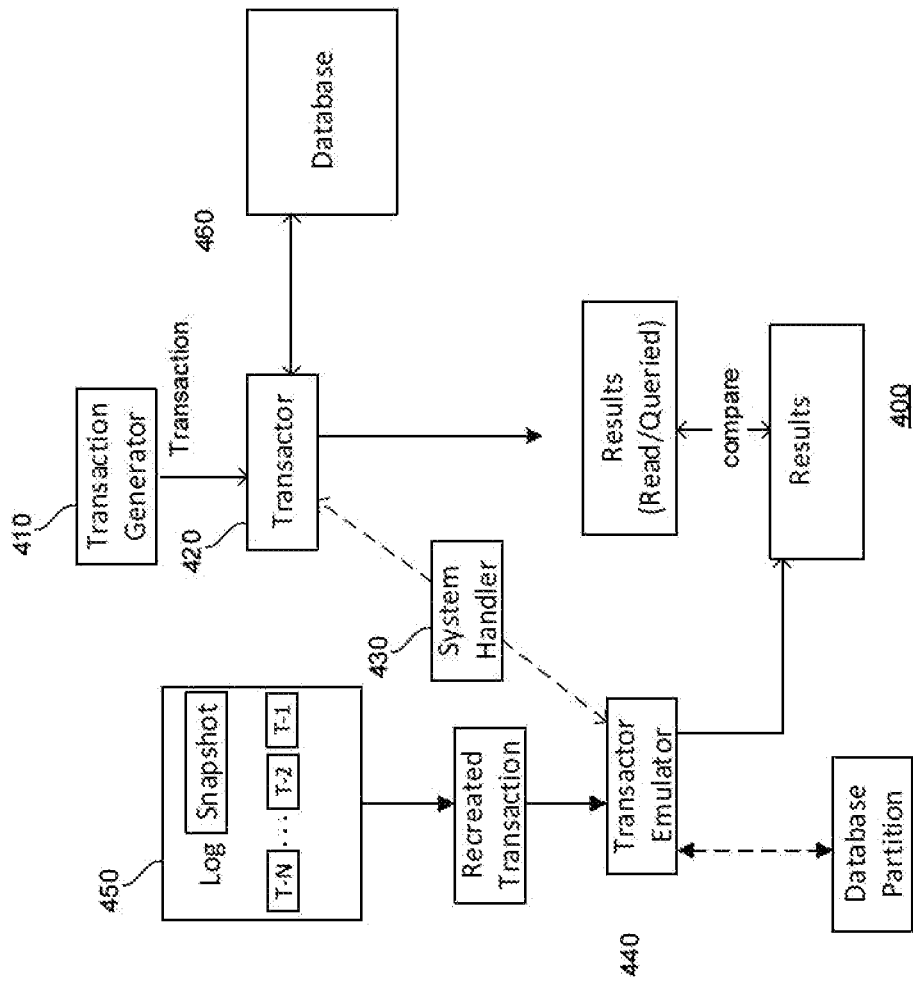 410
Transaction
Generator
Transaction
420
Transactor
460
Database
430
System
Handler
450
Log
Snapshot
T-N
...
T-2
T-1
Recreated
Transaction
440
Transactor
Emulator
Database
Partition
Results
(Read/Queried)
compare
Results
400